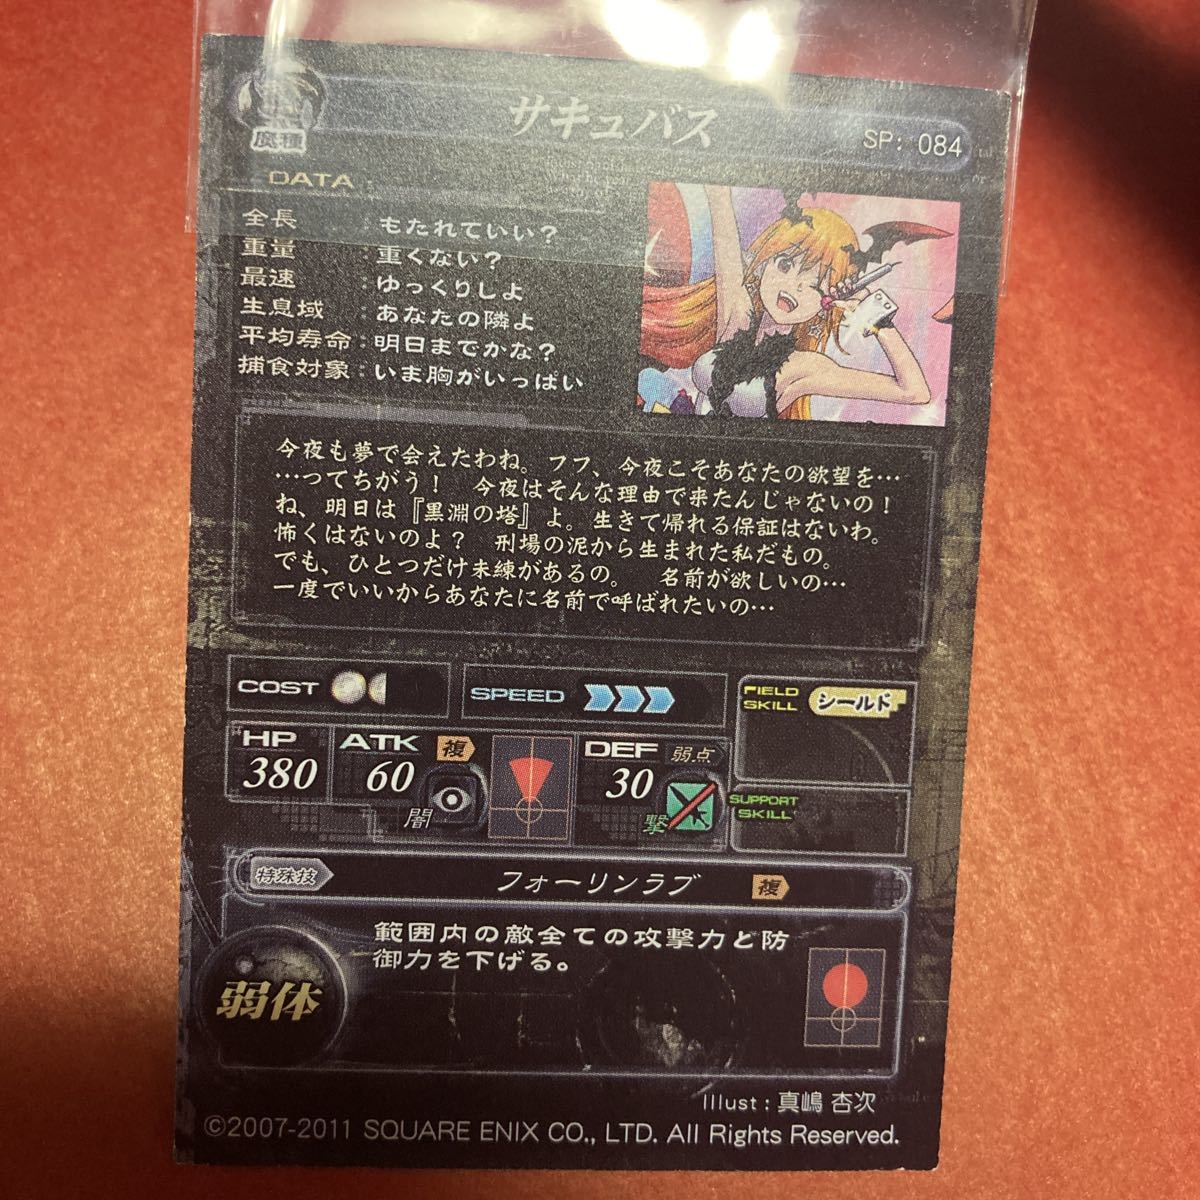 サキュバス
SP: 084
魔種
DATA
全長 : もたれていい?
重量 : 重くない?
最速 : ゆっくりしよ
生息域 : あなたの隣よ
平均寿命 : 明日までかな?
捕食対象 : いま胸がいっぱい
今夜も夢で会えたわね。フフ、今夜こそあなたの欲望を……
……ってちがう! 今夜はそんな理由で来たんじゃないの!
ね、明日は『黒淵の塔』よ。生きて帰れる保証はないわ。
怖くはないのよ? 刑場の泥から生まれた私だもの。
でも、ひとつだけ未練があるの。 名前が欲しいの…
一度でいいからあなたに名前で呼ばれたいの…
COST
SPEED
FIELD SKILL シールド
HP 380
ATK 複 60 闇
DEF 弱点 30 撃
SUPPORT SKILL
特殊技 フォーリンラブ 複
範囲内の敵全ての攻撃力と防
御力を下げる。
弱体
Illust : 真嶋 杏次
©2007-2011 SQUARE ENIX CO., LTD. All Rights Reserved.